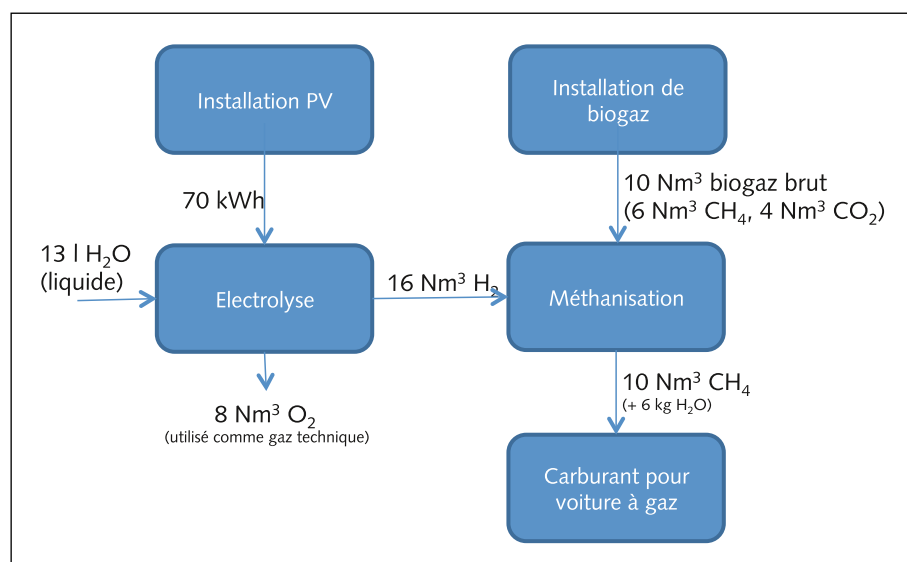 Installation PV
Installation de
biogaz
70 kWh
10 Nm³ biogaz brut
(6 Nm³ CH₄, 4 Nm³ CO₂)
13 l H₂O
(liquide)
Electrolyse
16 Nm³ H₂
Méthanisation
8 Nm³ O₂
(utilisé comme gaz technique)
10 Nm³ CH₄
(+ 6 kg H₂O)
Carburant pour
voiture à gaz